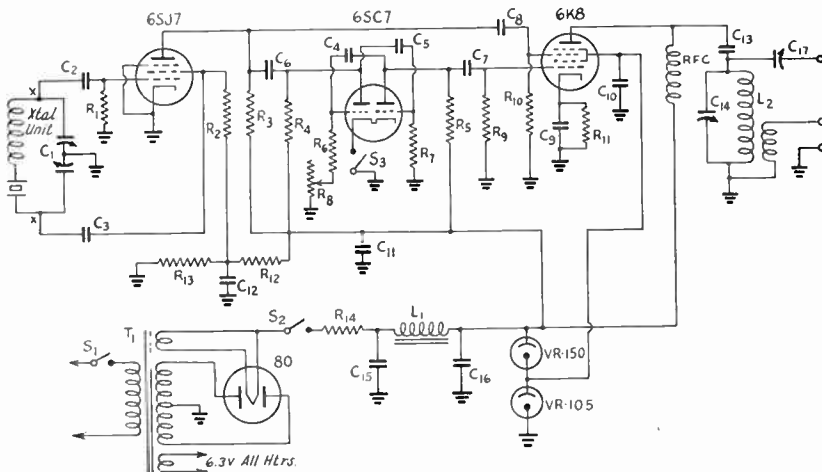 6SJ7
6SC7
6K8
C8
C2
C6
C4
C5
C7
C13
C17
RFC
x
Xtal
Unit
C1
R1
R2
R3
R4
R6
R7
R5
R9
R10
C9
R11
C10
C14
L2
R8
S3
x
C3
R13
C12
R12
C11
S1
T1
S2
R14
L1
80
C15
C16
VR-150
VR-105
6.3v All Htrs.